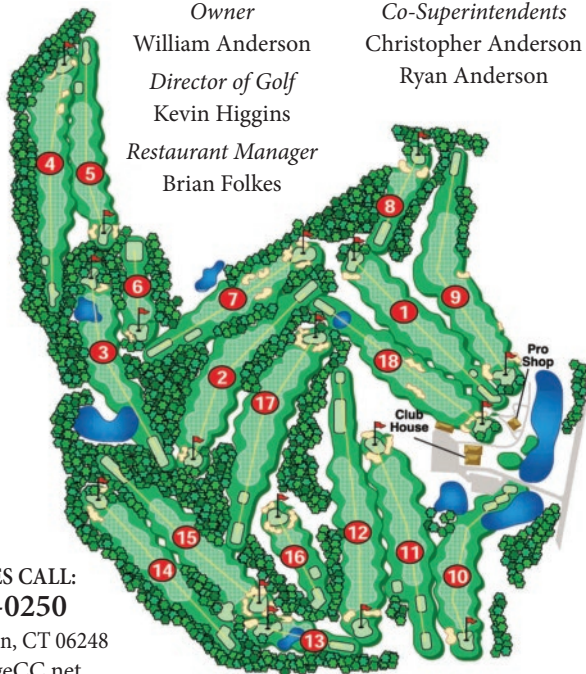 Owner
William Anderson
Director of Golf
Kevin Higgins
Restaurant Manager
Brian Folkes
Co-Superintendents
Christopher Anderson
Ryan Anderson
4
5
8
6
7
1
9
3
18
Pro
Shop
2
17
Club
House
12
11
15
16
14
10
13
ES CALL:
-0250
n, CT 06248
geCC.net